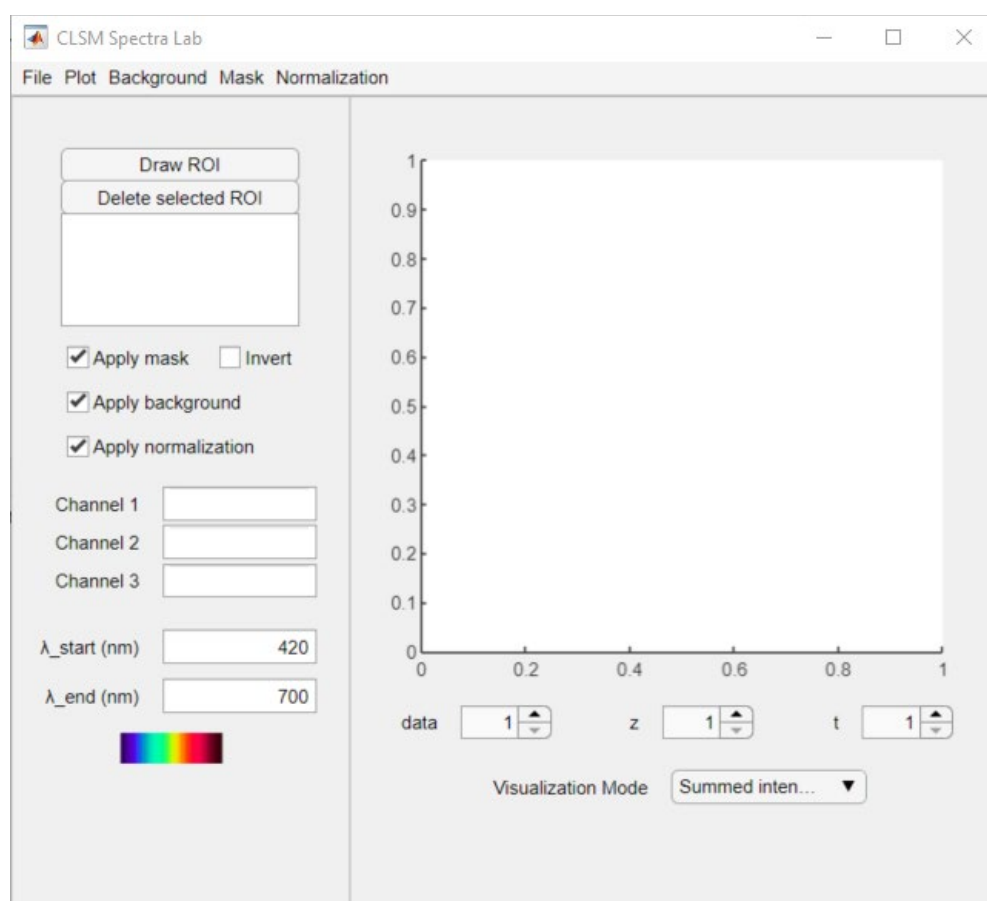 CLSM Spectra Lab
File Plot Background Mask Normalization
Draw ROI
Delete selected ROI
Apply mask Invert
Apply background
Apply normalization
Channel 1
Channel 2
Channel 3
λ_start (nm) 420
λ_end (nm) 700
1
0.9
0.8
0.7
0.6
0.5
0.4
0.3
0.2
0.1
0
0 0.2 0.4 0.6 0.8 1
data 1 z 1 t 1
Visualization Mode Summed inten...